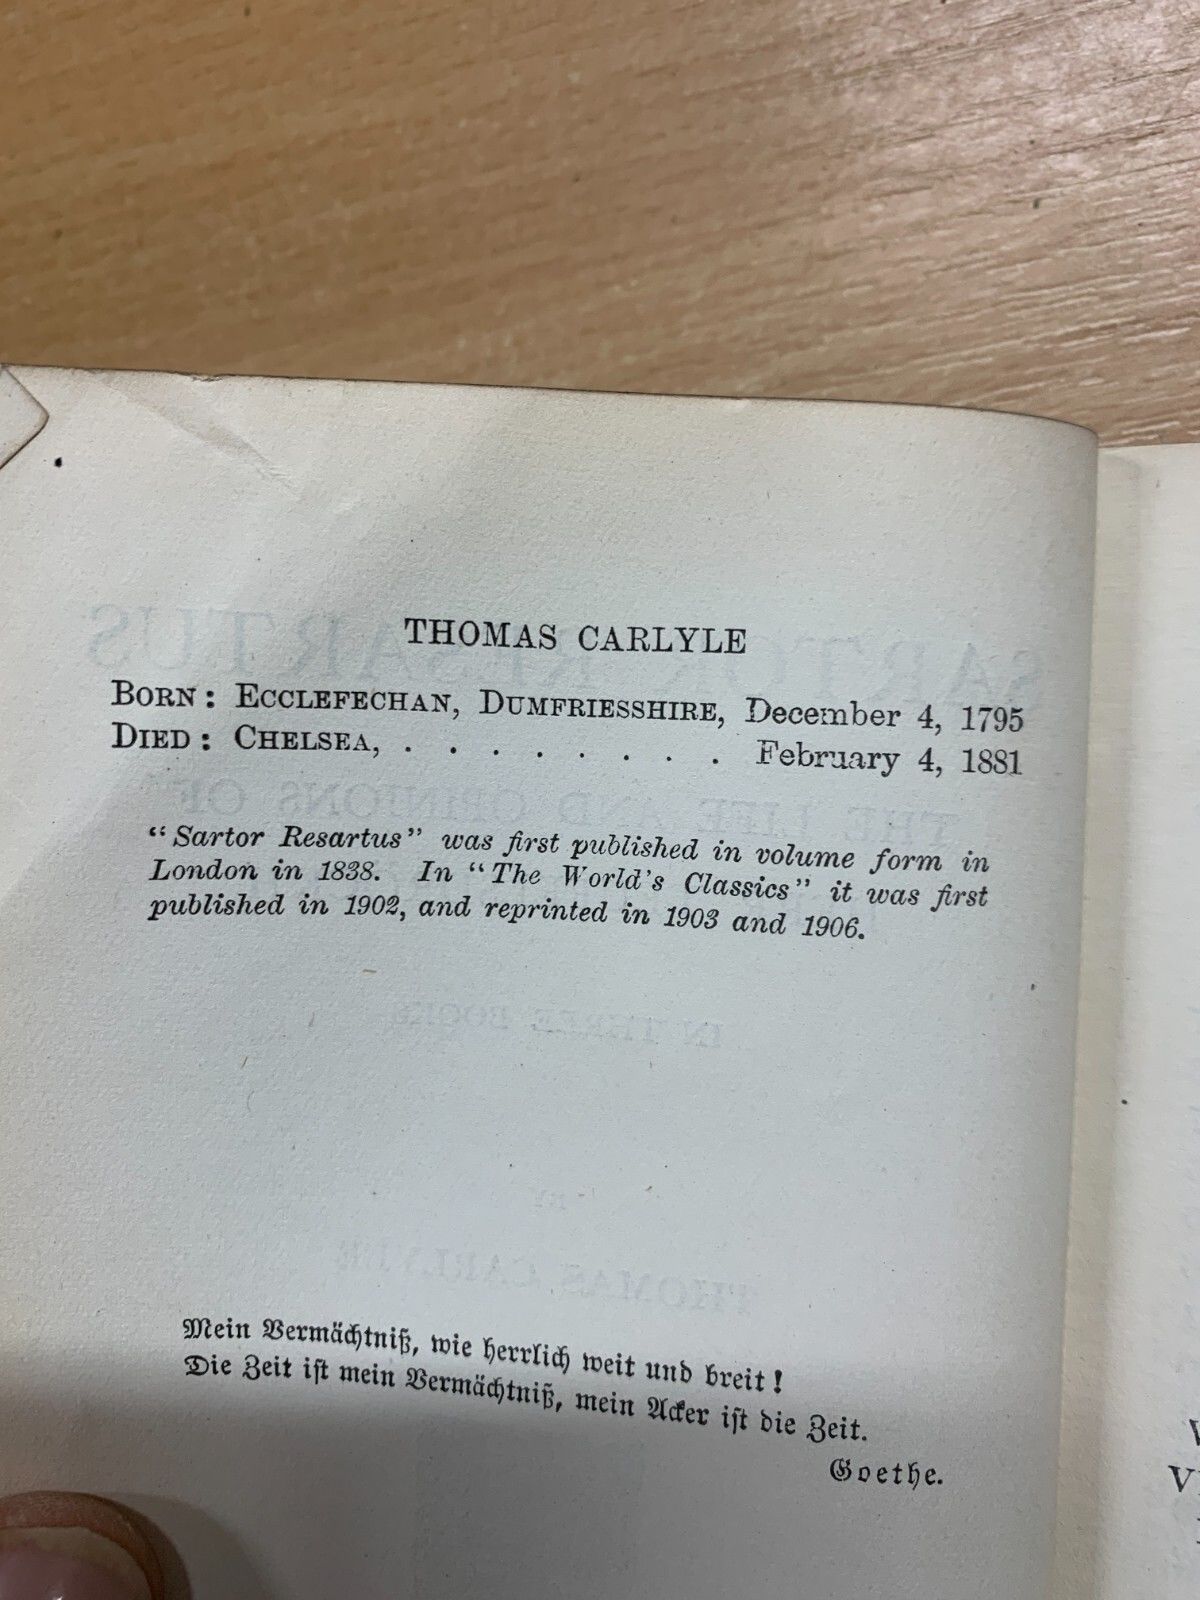 THOMAS CARLYLE
BORN: ECCLEFECHAN, DUMFRIESSHIRE, December 4, 1795
DIED: CHELSEA, . . . . . . . . February 4, 1881
"Sartor Resartus" was first published in volume form in
London in 1838. In "The World's Classics" it was first
published in 1902, and reprinted in 1903 and 1906.
Mein Vermächtniß, wie herrlich weit und breit!
Die Zeit ist mein Vermächtniß, mein Acker ist die Zeit.
Goethe.